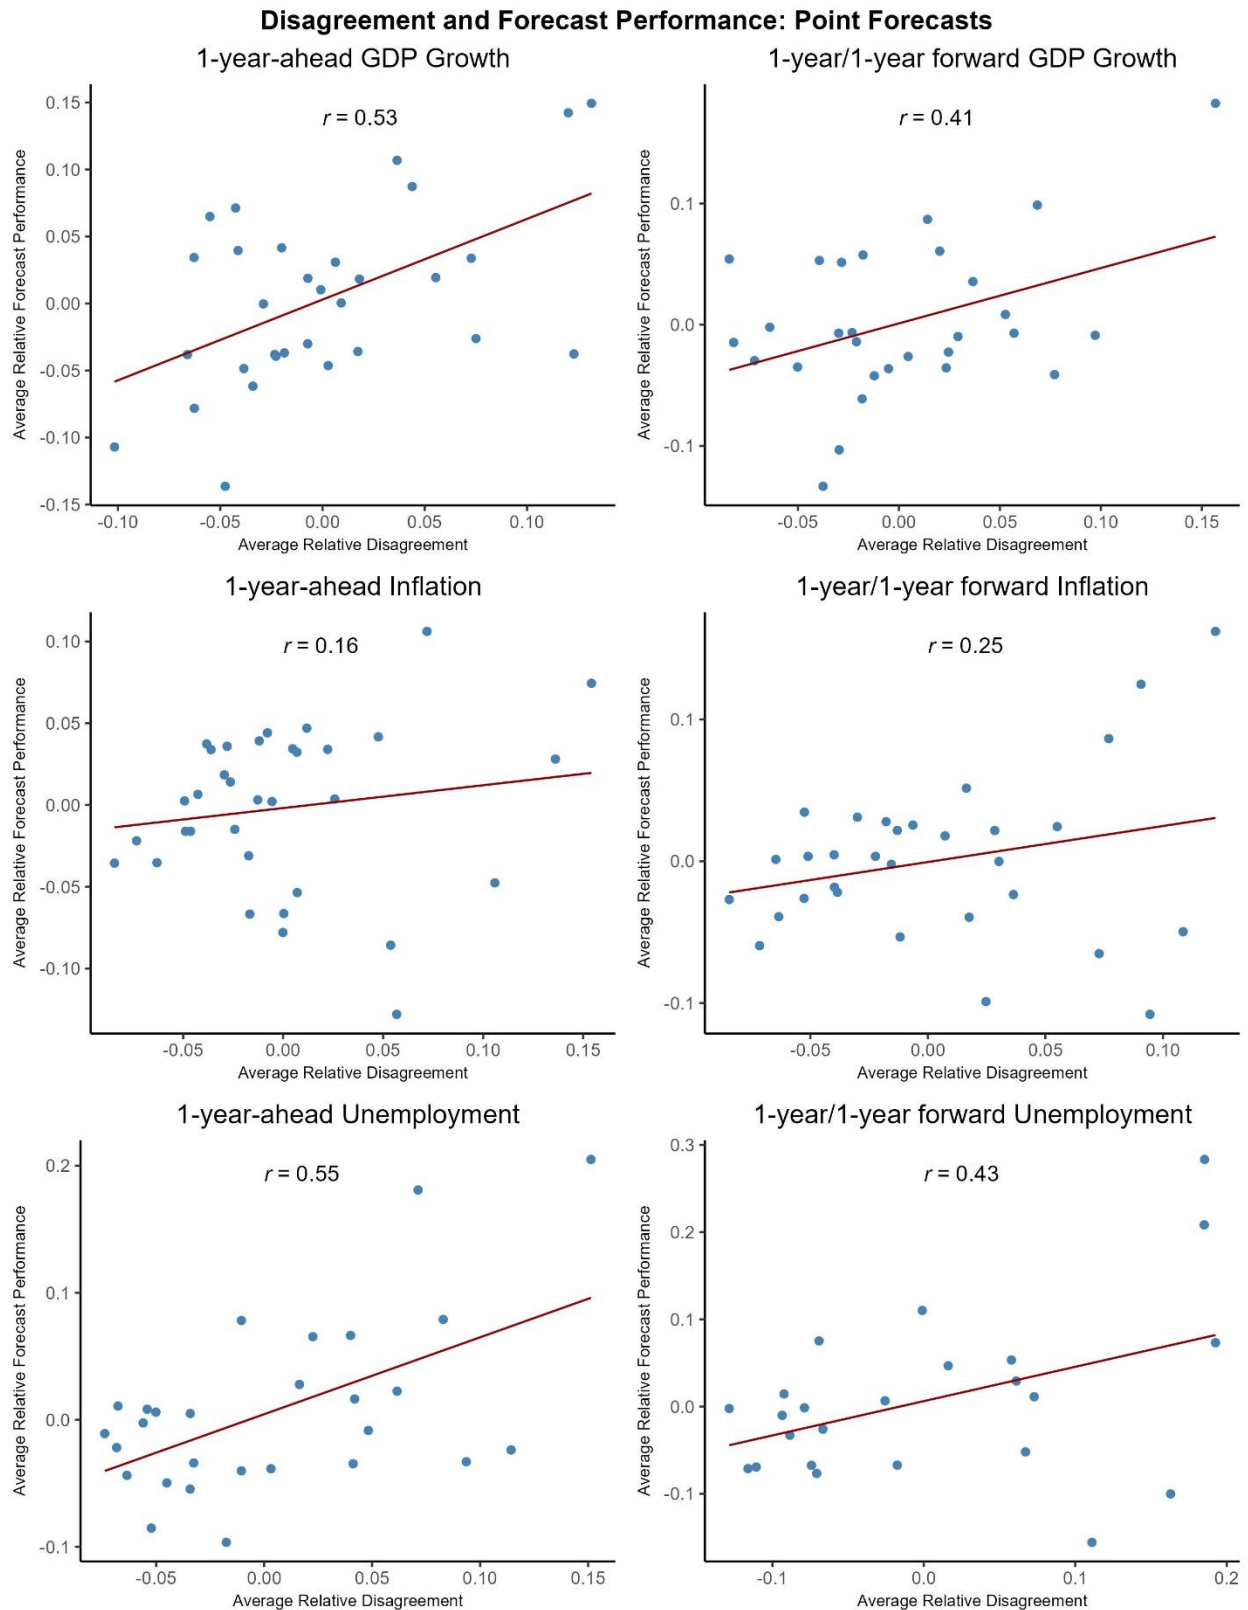 Disagreement and Forecast Performance: Point Forecasts
1-year-ahead GDP Growth
r = 0.53
Average Relative Forecast Performance
0.15
0.10
0.05
0.00
-0.05
-0.10
-0.15
-0.10
-0.05
0.00
0.05
0.10
Average Relative Disagreement
1-year/1-year forward GDP Growth
r = 0.41
Average Relative Forecast Performance
0.1
0.0
-0.1
-0.05
0.00
0.05
0.10
0.15
Average Relative Disagreement
1-year-ahead Inflation
r = 0.16
Average Relative Forecast Performance
0.10
0.05
0.00
-0.05
-0.10
-0.05
0.00
0.05
0.10
0.15
Average Relative Disagreement
1-year/1-year forward Inflation
r = 0.25
Average Relative Forecast Performance
0.1
0.0
-0.1
-0.05
0.00
0.05
0.10
Average Relative Disagreement
1-year-ahead Unemployment
r = 0.55
Average Relative Forecast Performance
0.2
0.1
0.0
-0.1
-0.05
0.00
0.05
0.10
0.15
Average Relative Disagreement
1-year/1-year forward Unemployment
r = 0.43
Average Relative Forecast Performance
0.3
0.2
0.1
0.0
-0.1
-0.1
0.0
0.1
0.2
Average Relative Disagreement